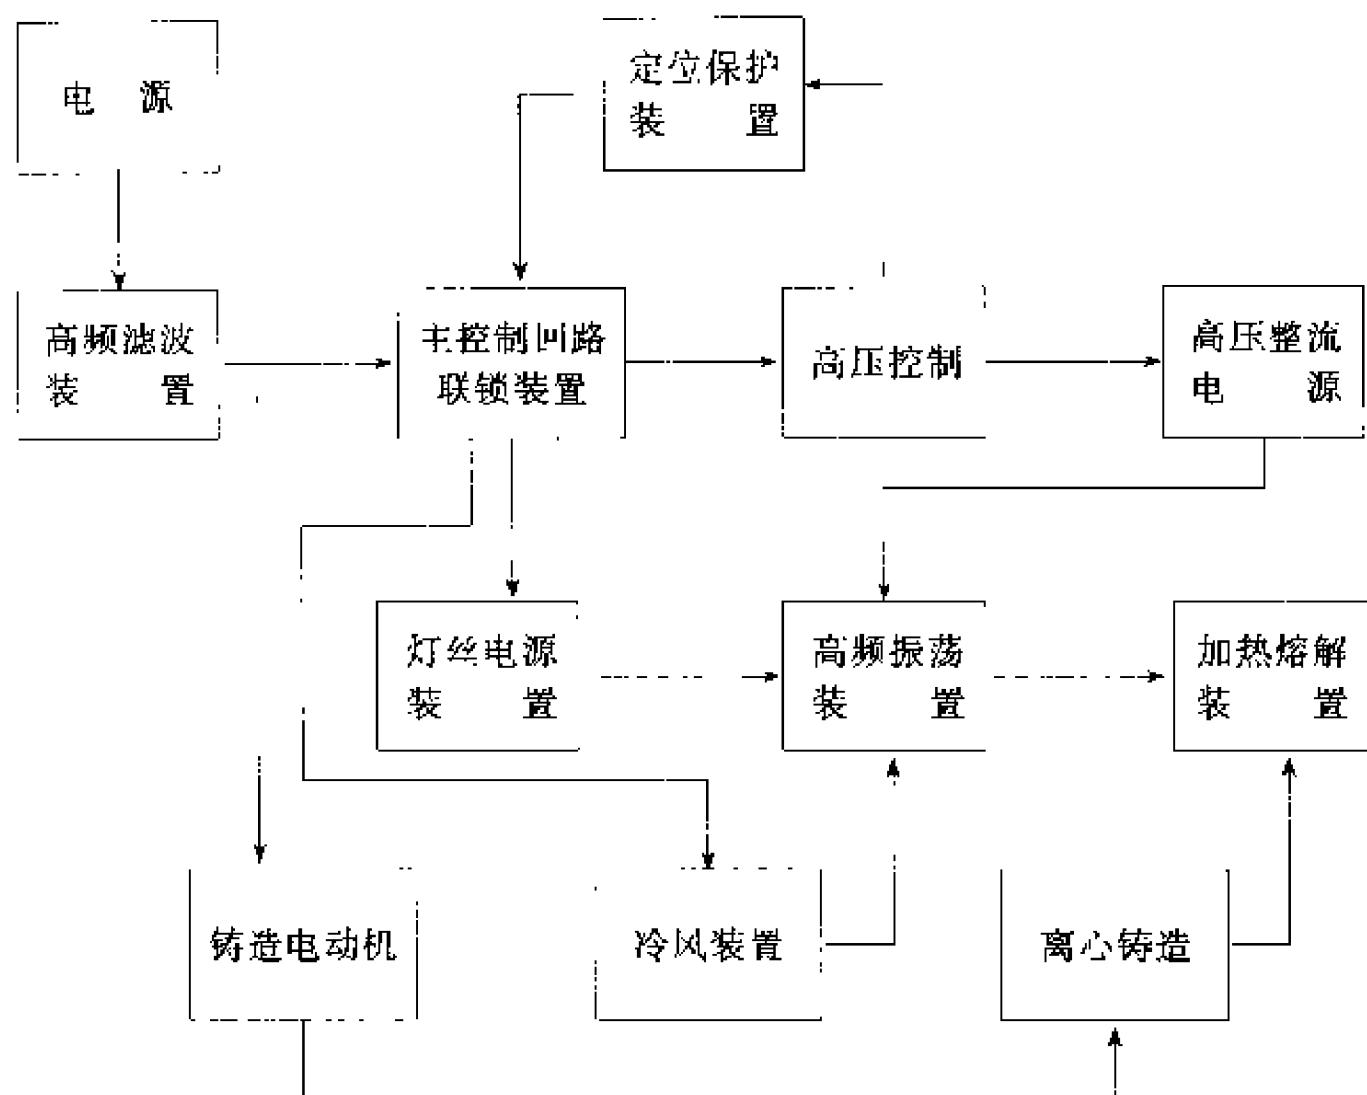 电 源
定位保护
装 置
高频滤波
装 置
主控制回路
联锁装置
高压控制
高压整流
电 源
灯丝电源
装 置
高频振荡
装 置
加热熔解
装 置
铸造电动机
冷风装置
离心铸造